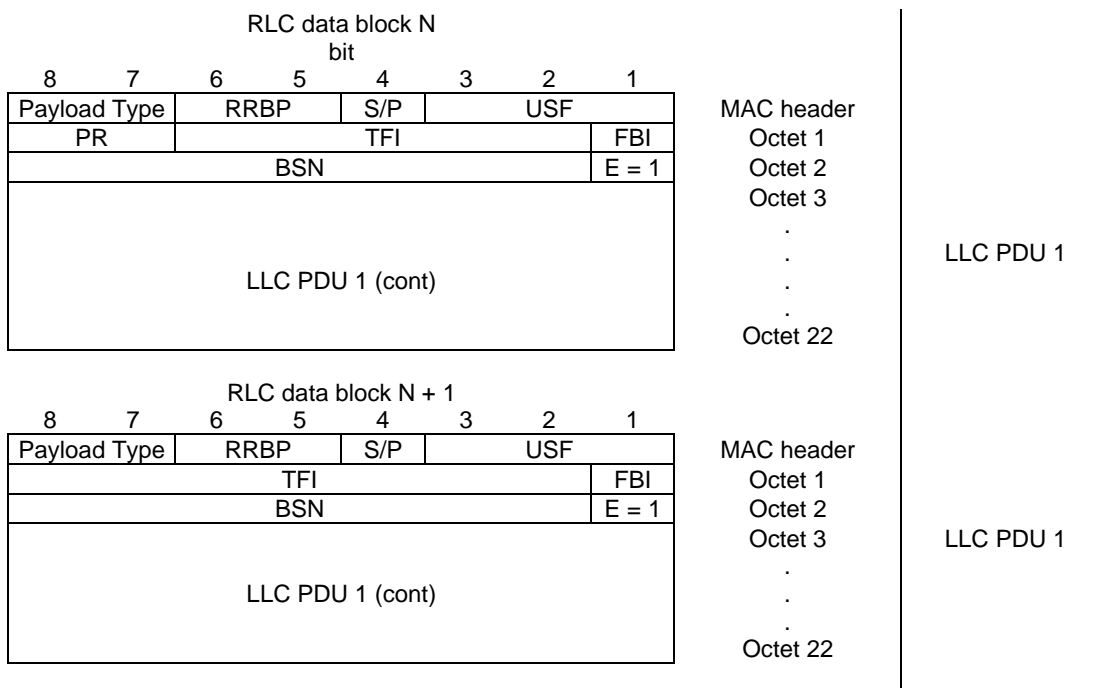 RLC data block N
bit
8 7 6 5 4 3 2 1
Payload Type RRBP S/P USF MAC header
PR TFI FBI Octet 1
BSN E = 1 Octet 2
Octet 3
.
.
LLC PDU 1
LLC PDU 1 (cont) .
.
Octet 22
RLC data block N + 1
8 7 6 5 4 3 2 1
Payload Type RRBP S/P USF MAC header
TFI FBI Octet 1
BSN E = 1 Octet 2
Octet 3 LLC PDU 1
.
LLC PDU 1 (cont) .
.
Octet 22